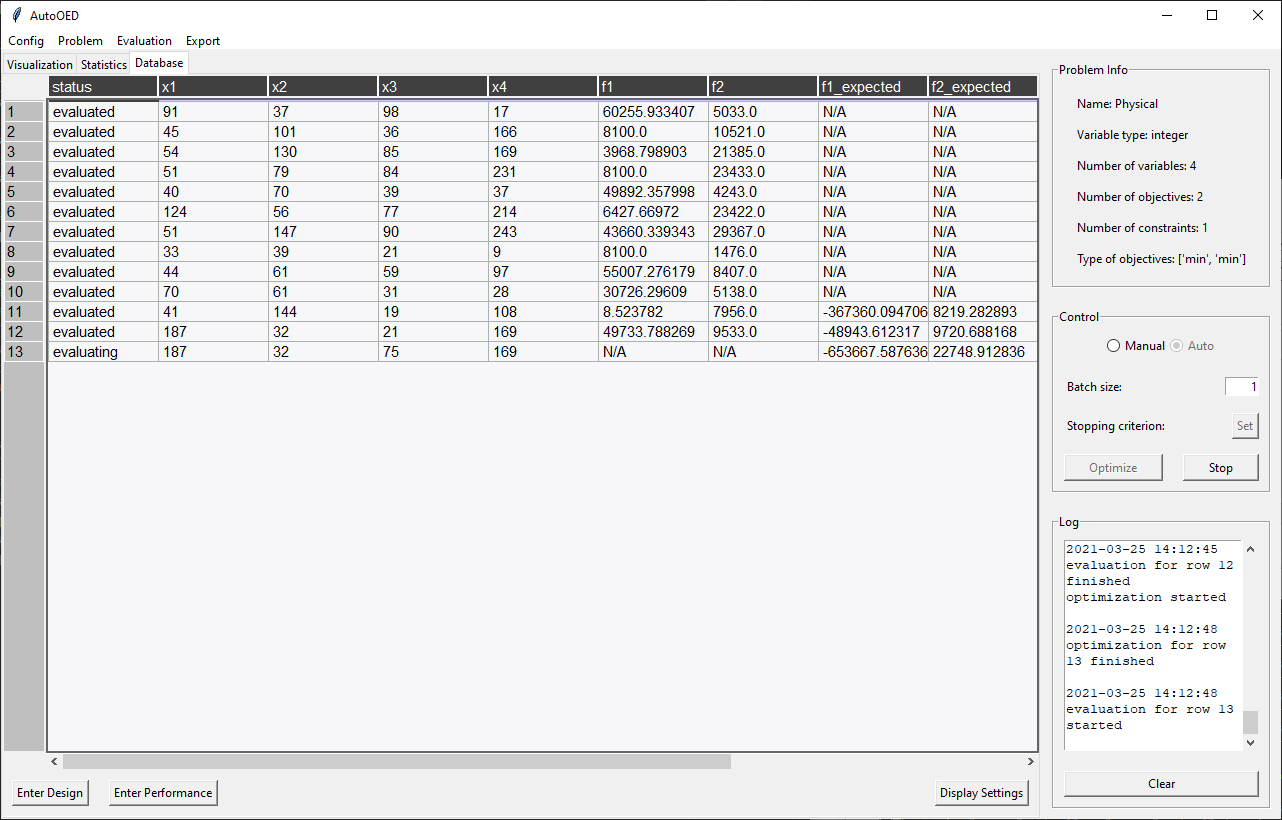 AutoOED
Config Problem Evaluation Export
Visualization Statistics Database
status x1 x2 x3 x4 f1 f2 f1_expected f2_expected
1 evaluated 91 37 98 17 60255.933407 5033.0 N/A N/A
2 evaluated 45 101 36 166 8100.0 10521.0 N/A N/A
3 evaluated 54 130 85 169 3968.798903 21385.0 N/A N/A
4 evaluated 51 79 84 231 8100.0 23433.0 N/A N/A
5 evaluated 40 70 39 37 49892.357998 4243.0 N/A N/A
6 evaluated 124 56 77 214 6427.66972 23422.0 N/A N/A
7 evaluated 51 147 90 243 43660.339343 29367.0 N/A N/A
8 evaluated 33 39 21 9 8100.0 1476.0 N/A N/A
9 evaluated 44 61 59 97 55007.276179 8407.0 N/A N/A
10 evaluated 70 61 31 28 30726.29609 5138.0 N/A N/A
11 evaluated 41 144 19 108 8.523782 7956.0 -367360.094706 8219.282893
12 evaluated 187 32 21 169 49733.788269 9533.0 -48943.612317 9720.688168
13 evaluating 187 32 75 169 N/A N/A -653667.587636 22748.912836
Enter Design Enter Performance Display Settings
Problem Info
Name: Physical
Variable type: integer
Number of variables: 4
Number of objectives: 2
Number of constraints: 1
Type of objectives: ['min', 'min']
Control
Manual Auto
Batch size: 1
Stopping criterion: Set
Optimize Stop
Log
2021-03-25 14:12:45
evaluation for row 12
finished
optimization started
2021-03-25 14:12:48
optimization for row
13 finished
2021-03-25 14:12:48
evaluation for row 13
started
Clear